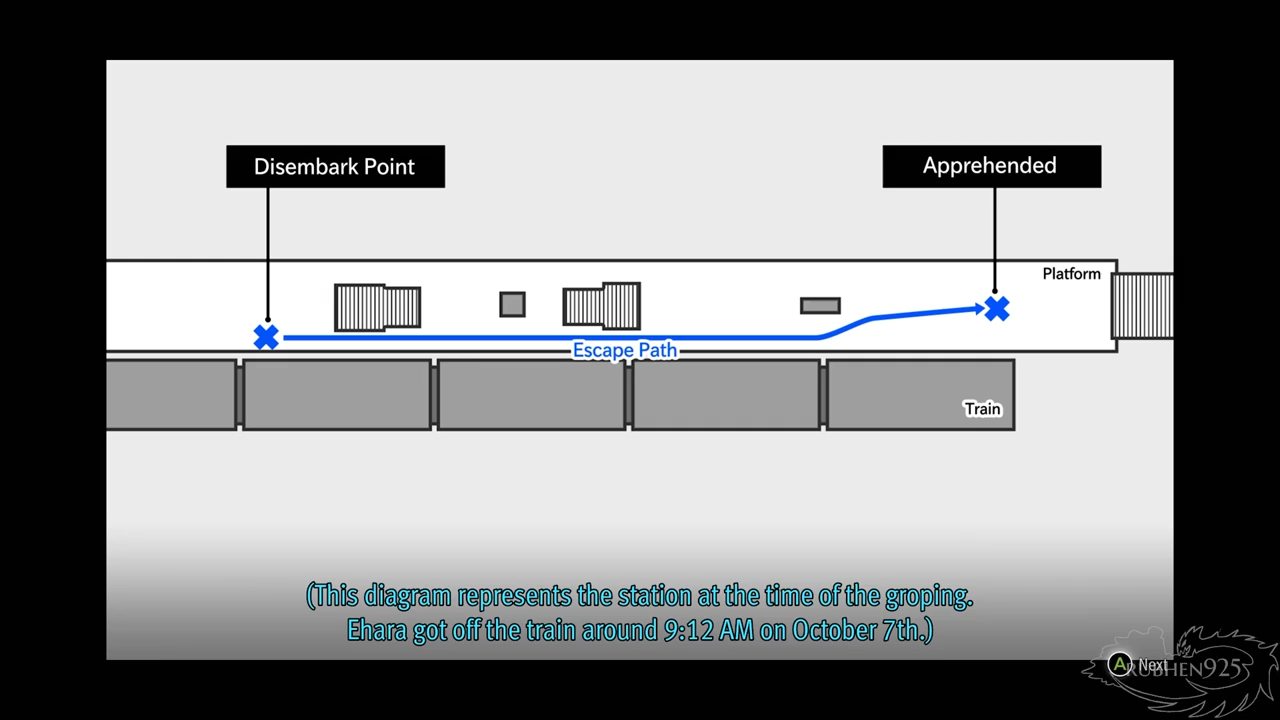 Disembark Point
Apprehended
Platform
Escape Path
Train
(This diagram represents the station at the time of the groping.
Ehara got off the train around 9:12 AM on October 7th.)
A Next
ARUBHEN925